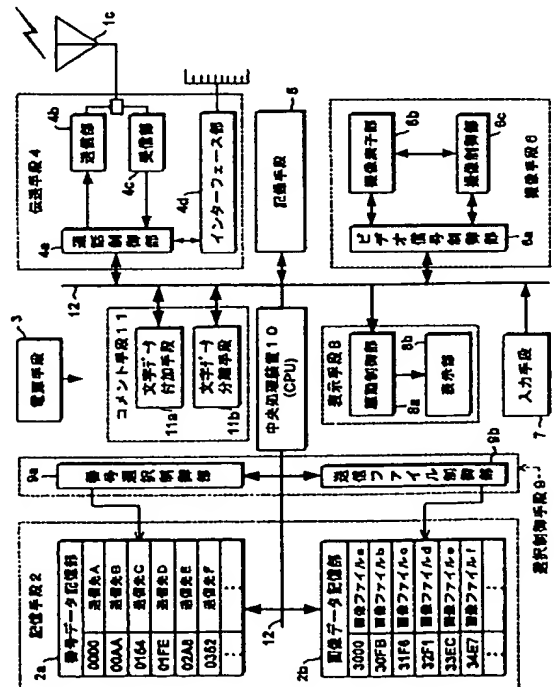 記憶手段2
2a
番号データ記憶部
0000 送信先A
00AA 送信先B
0154 送信先C
01FE 送信先D
02A8 送信先E
0352 送信先F
2b
画像データ記憶部
3000 画像ファイルa
30FB 画像ファイルb
31F6 画像ファイルc
32F1 画像ファイルd
33EC 画像ファイルe
34E7 画像ファイルf
12
9a
番号選択制御部
送信ファイル制御部
9b
選択制御手段9
電源手段
3
コメント手段11
文字データ付加手段
11a
文字データ分離手段
11b
中央処理装置10
(CPU)
表示手段8
駆動制御部
8a
表示部
8b
入力手段
7
12
伝送手段4
4a
通話制御部
送信部
4b
受信部
4c
インターフェース部
4d
1c
記憶手段
5
撮像手段6
ビデオ信号制御部
6a
撮像素子部
6b
撮像制御部
6c